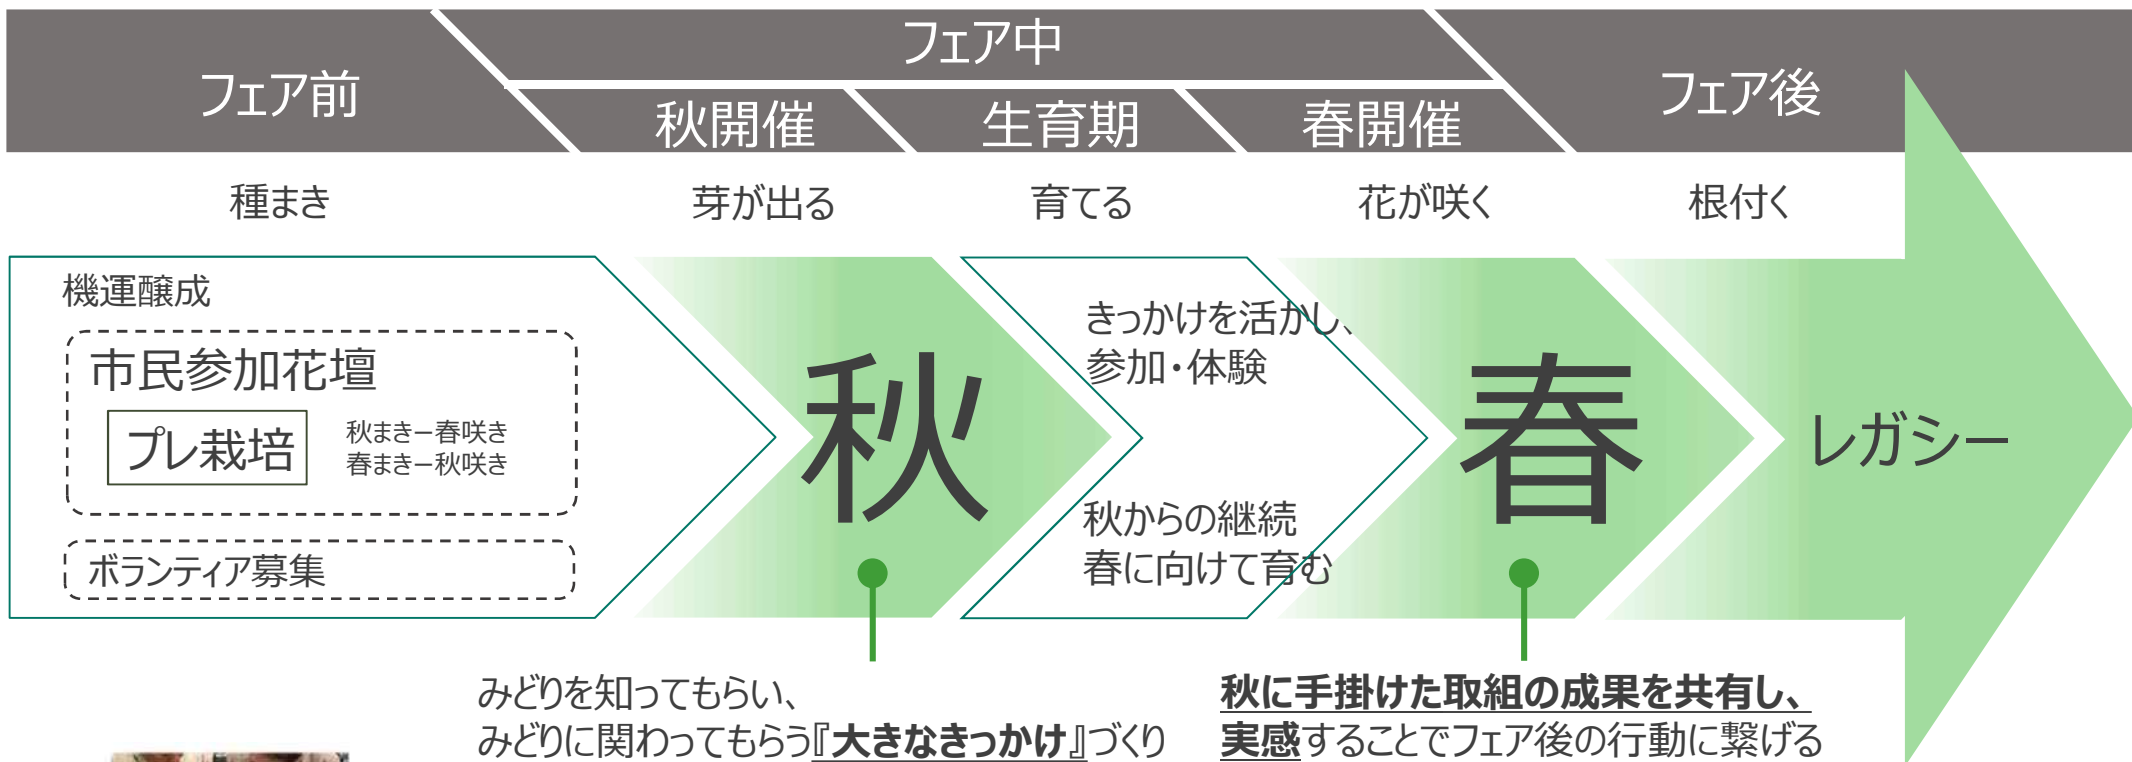 フェア中
フェア前
フェア後
秋開催
生育期
春開催
種まき
芽が出る
育てる
花が咲く
根付く
機運醸成
市民参加花壇
プレ栽培
秋まきー春咲き
春まきー秋咲き
ボランティア募集
秋
きっかけを活かし、
参加・体験
秋からの継続
春に向けて育む
春
レガシー
みどりを知ってもらい、
みどりに関わってもらう『大きなきっかけ』づくり
秋に手掛けた取組の成果を共有し、
実感することでフェア後の行動に繋げる